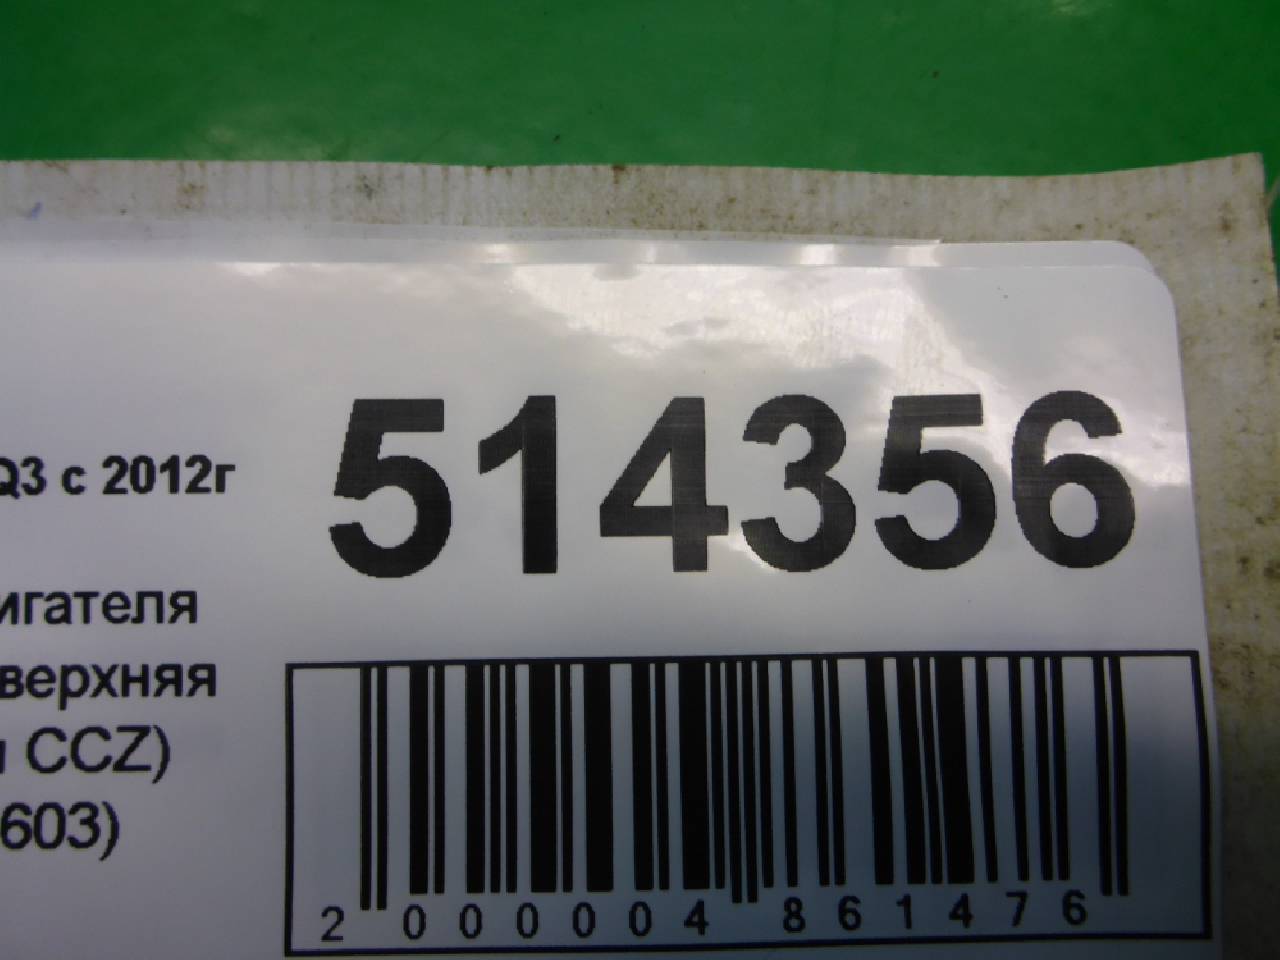 514356
Q3 с 2012г
игателя
верхняя
CCZ)
603)
2 000004 861476